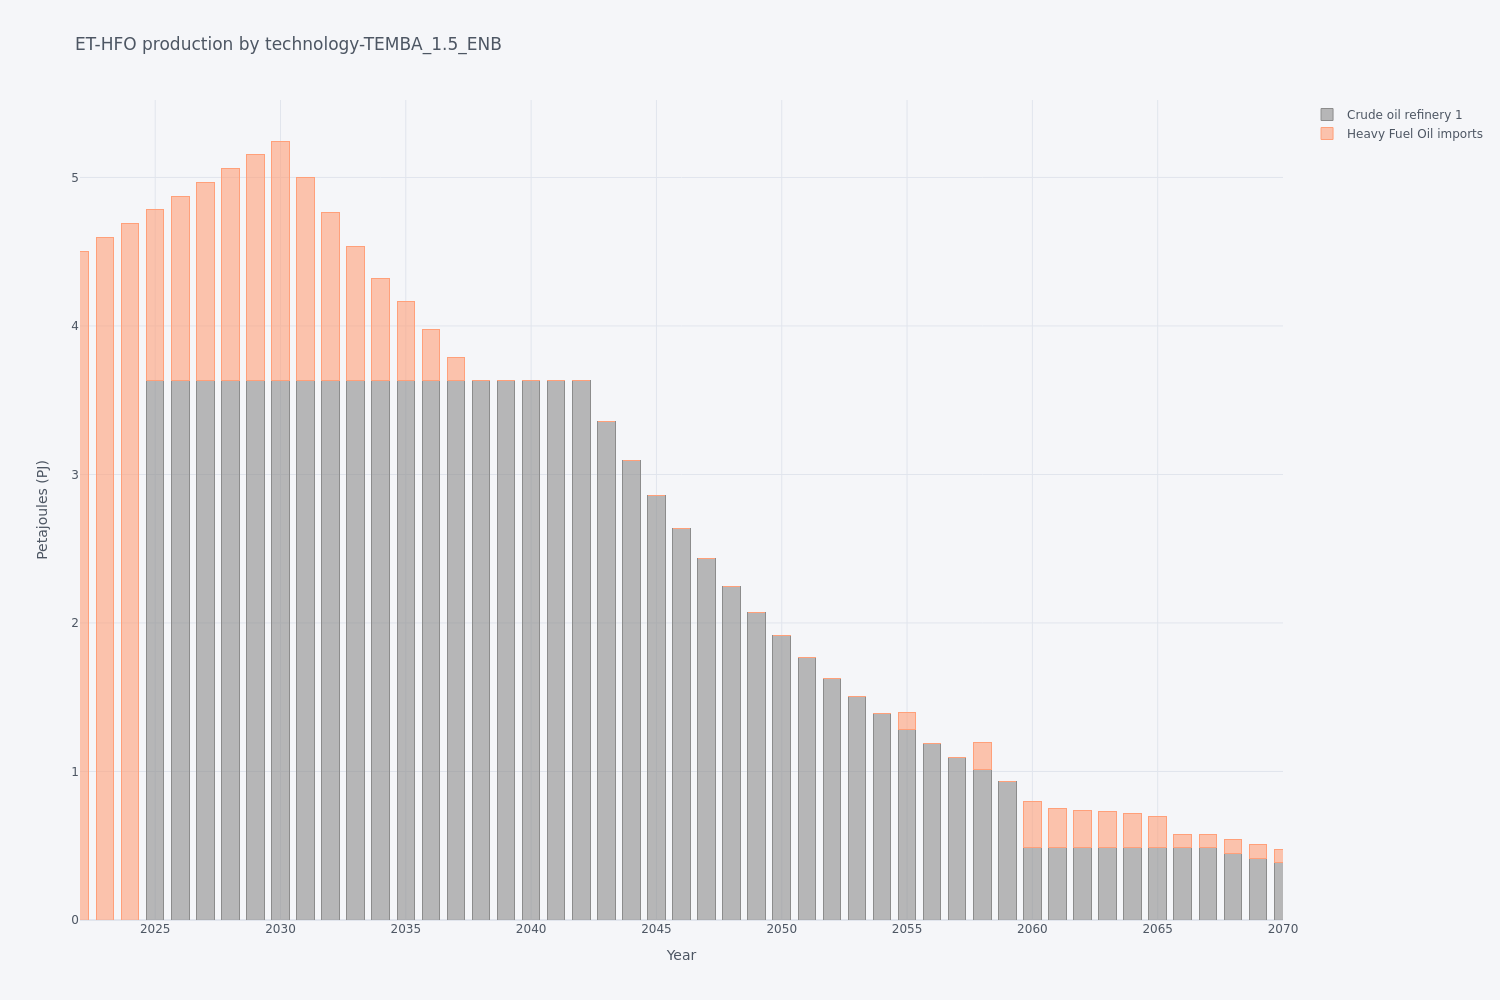 ET-HFO production by technology-TEMBA_1.5_ENB
Crude oil refinery 1
Heavy Fuel Oil imports
Petajoules (PJ)
5
4
3
2
1
0
2025 2030 2035 2040 2045 2050 2055 2060 2065 2070
Year